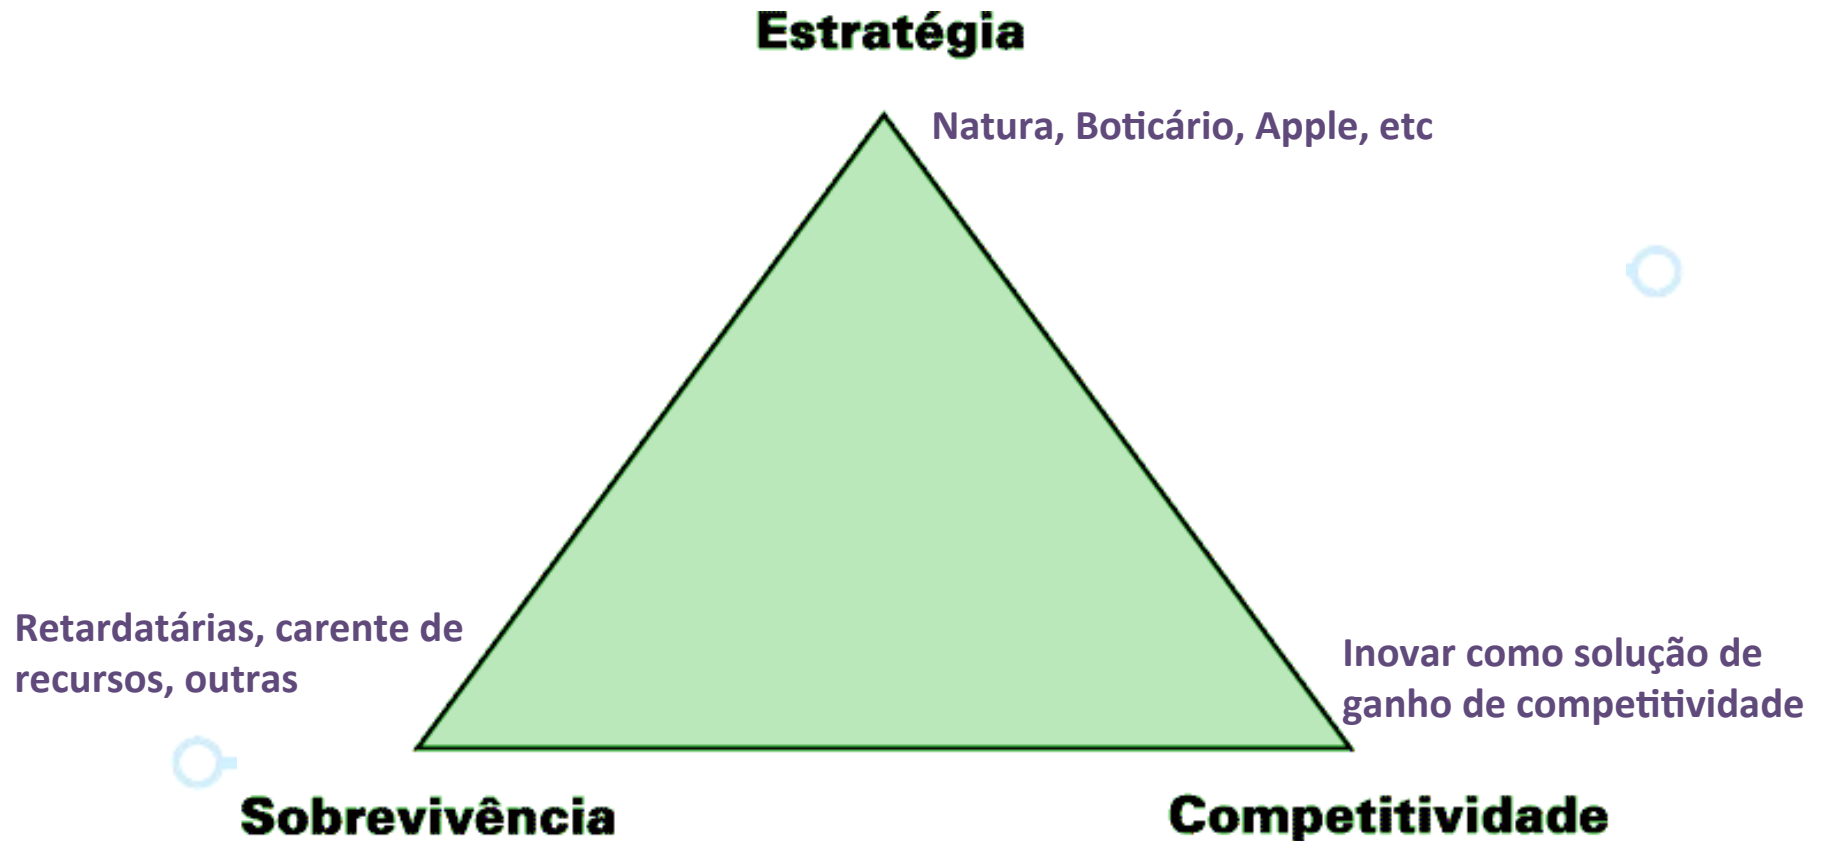 Estratégia
Natura, Boticário, Apple, etc
Retardatárias, carente de
recursos, outras
Inovar como solução de
ganho de competitividade
Sobrevivência
Competitividade